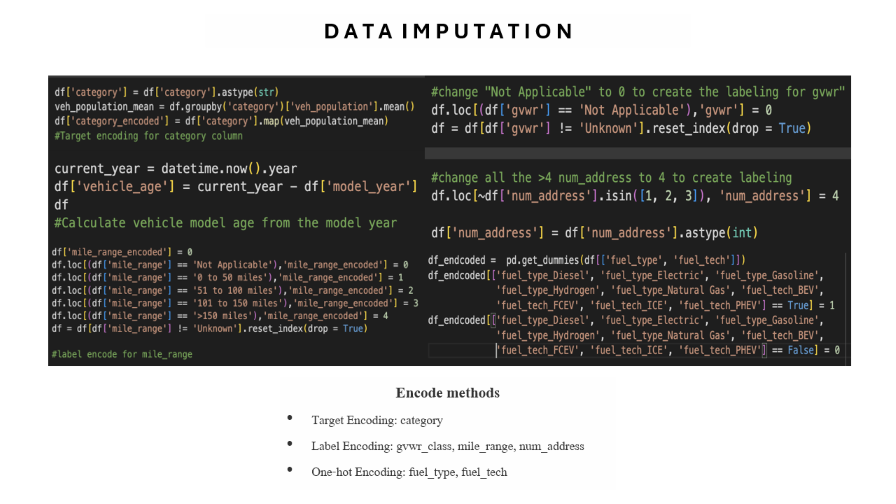 DATA IMPUTATION
df['category'] = df['category'].astype(str)
veh_population_mean = df.groupby('category')['veh_population'].mean()
df['category_encoded'] = df['category'].map(veh_population_mean)
#Target encoding for category column
current_year = datetime.now().year
df['vehicle_age'] = current_year - df['model_year']
df
#Calculate vehicle model age from the model year
df['mile_range_encoded'] = 0
df.loc[(df['mile_range'] == 'Not Applicable'),'mile_range_encoded'] = 0
df.loc[(df['mile_range'] == '0 to 50 miles'),'mile_range_encoded'] = 1
df.loc[(df['mile_range'] == '51 to 100 miles'),'mile_range_encoded'] = 2
df.loc[(df['mile_range'] == '101 to 150 miles'),'mile_range_encoded'] = 3
df.loc[(df['mile_range'] == '>150 miles'),'mile_range_encoded'] = 4
df = df[df['mile_range'] != 'Unknown'].reset_index(drop = True)
#label encode for mile_range
#change "Not Applicable" to 0 to create the labeling for gvwr"
df.loc[(df['gvwr'] == 'Not Applicable'),'gvwr'] = 0
df = df[df['gvwr'] != 'Unknown'].reset_index(drop = True)
#change all the >4 num_address to 4 to create labeling
df.loc[~df['num_address'].isin([1, 2, 3]), 'num_address'] = 4
df['num_address'] = df['num_address'].astype(int)
df_endcoded = pd.get_dummies(df[['fuel_type', 'fuel_tech']])
df_endcoded[['fuel_type_Diesel', 'fuel_type_Electric', 'fuel_type_Gasoline',
'fuel_type_Hydrogen', 'fuel_type_Natural Gas', 'fuel_tech_BEV',
'fuel_tech_FCEV', 'fuel_tech_ICE', 'fuel_tech_PHEV'] == True] = 1
df_endcoded[['fuel_type_Diesel', 'fuel_type_Electric', 'fuel_type_Gasoline',
'fuel_type_Hydrogen', 'fuel_type_Natural Gas', 'fuel_tech_BEV',
'fuel_tech_FCEV', 'fuel_tech_ICE', 'fuel_tech_PHEV'] == False] = 0
Encode methods
• Target Encoding: category
• Label Encoding: gvwr_class, mile_range, num_address
• One-hot Encoding: fuel_type, fuel_tech